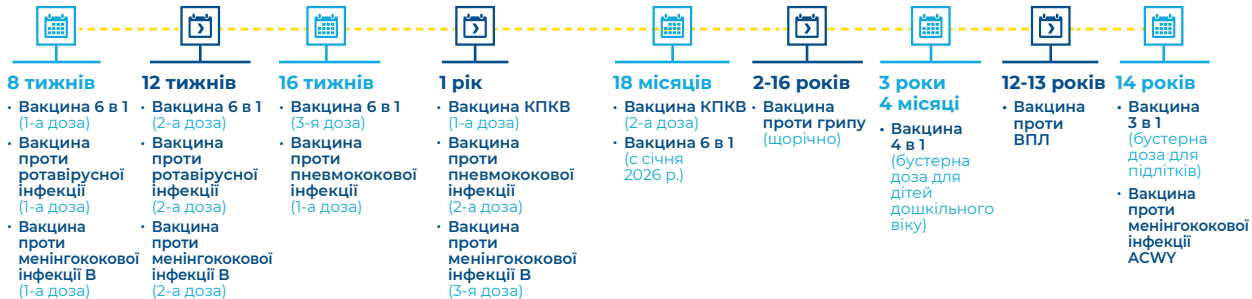 8 тижнів
• Вакцина 6 в 1
(1-а доза)
• Вакцина
проти
ротавірусної
інфекції
(1-а доза)
• Вакцина
проти
менінгококової
інфекції B
(1-а доза)
12 тижнів
• Вакцина 6 в 1
(2-а доза)
• Вакцина
проти
ротавірусної
інфекції
(2-а доза)
• Вакцина
проти
менінгококової
інфекції B
(2-а доза)
16 тижнів
• Вакцина 6 в 1
(3-я доза)
• Вакцина
проти
пневмококової
інфекції
(1-а доза)
1 рік
• Вакцина КПКВ
(1-а доза)
• Вакцина
проти
пневмококової
інфекції
(2-а доза)
• Вакцина
проти
менінгококової
інфекції B
(3-я доза)
18 місяців
• Вакцина КПКВ
(2-а доза)
• Вакцина 6 в 1
(с січня
2026 р.)
2-16 років
• Вакцина
проти грипу
(щорічно)
3 роки
4 місяці
• Вакцина
4 в 1
(бустерна
доза для
дітей
дошкільного
віку)
12-13 років
• Вакцина
проти
ВПЛ
14 років
• Вакцина
3 в 1
(бустерна
доза для
підлітків)
• Вакцина
проти
менінгококової
інфекції
ACWY